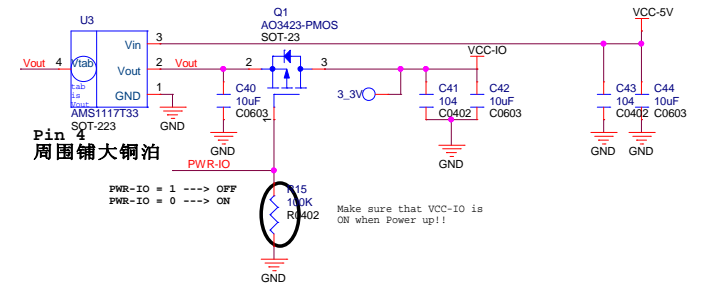 U3
Q1
AO3423-PMOS
SOT-23
VCC-5V
Vin
3
Vout
4
Vtab
Vout
2
Vout
2
3
VCC-IO
tab
is
Vout
GND
1
C40
10uF
C0603
3_3V
C41
104
C0402
C42
10uF
C0603
C43
104
C0402
C44
10uF
C0603
AMS1117T33
SOT-223
GND
GND
1
GND
GND
GND
Pin 4
周围铺大铜泊
PWR-IO
PWR-IO = 1 ---> OFF
PWR-IO = 0 ---> ON
R15
100K
R0402
Make sure that VCC-IO is
ON when Power up!!
GND